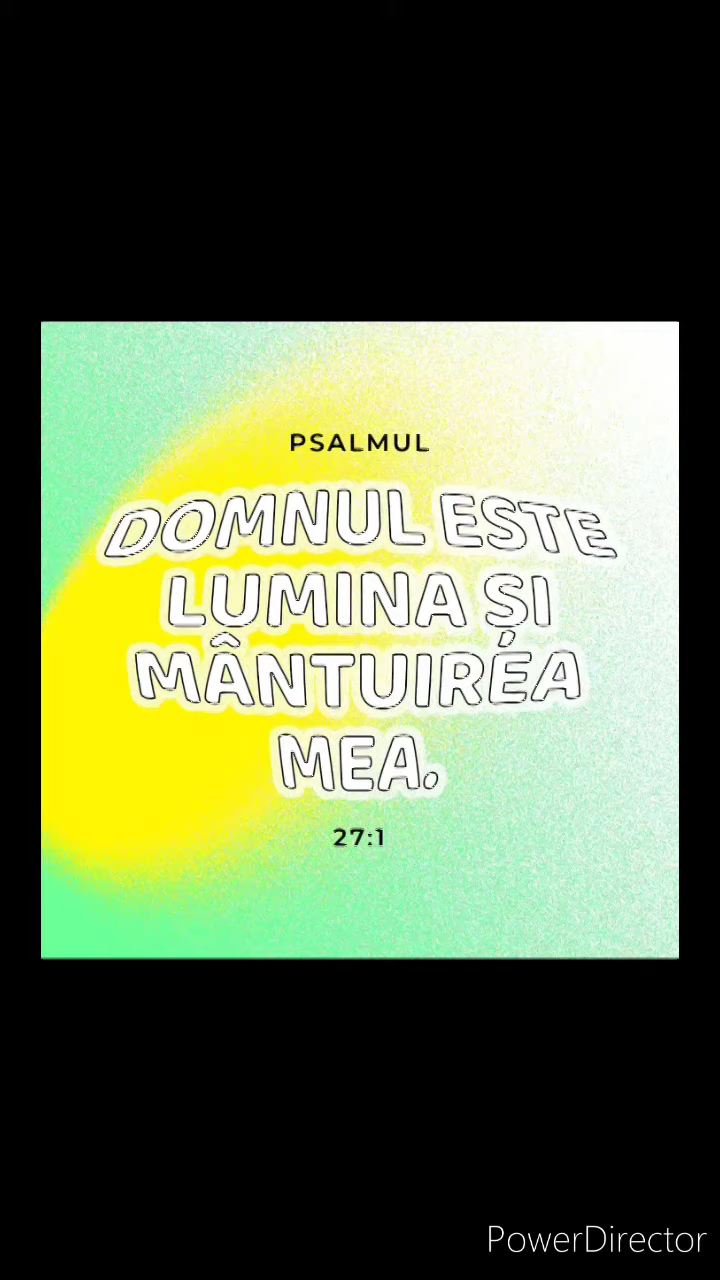 PSALMUL
DOMNUL ESTE
LUMINA ȘI
MÂNTUIREA
MEA.
27:1
PowerDirector